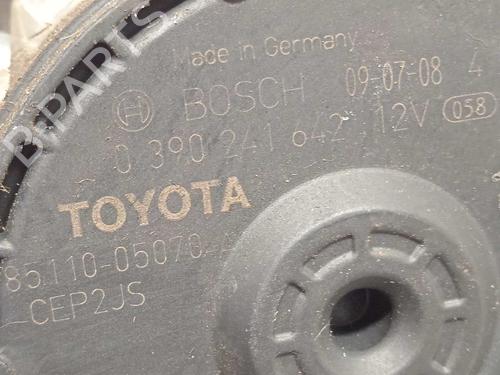 Made in Germany
BOSCH 09-07-08 4
0 390 241 642 12V 058
TOYOTA
85110-05070
CEP2JS
B-PARTS